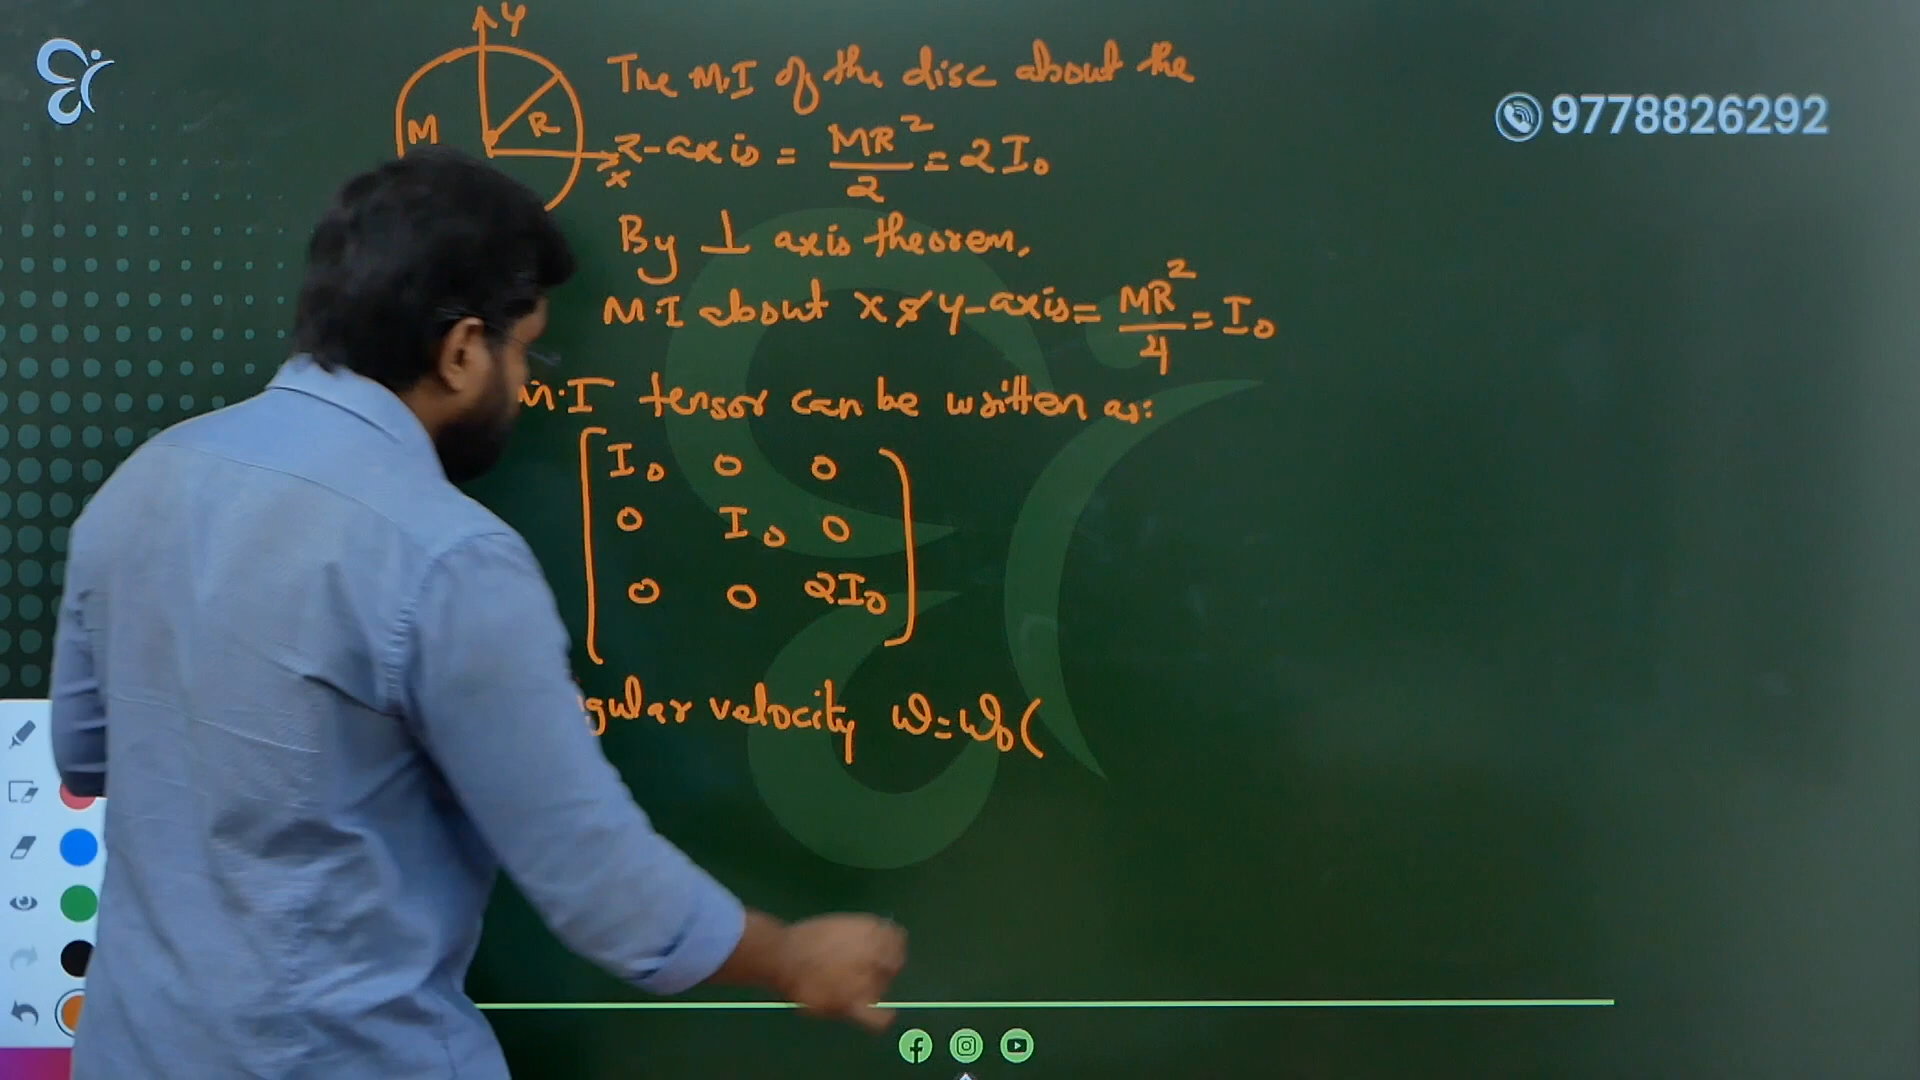 9778826292
Y
M
R
x
The M.I of the disc about the
z-axis = MR²/2 = 2I₀
By ⊥ axis theorem,
M.I about x & y-axis = MR²/4 = I₀
M.I tensor can be written as:
I₀ 0 0
0 I₀ 0
0 0 2I₀
gular velocity ω = ω₀(